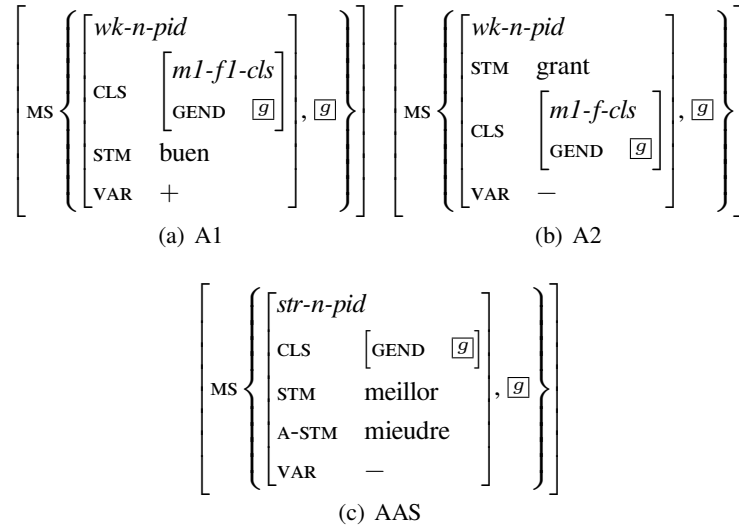 MS { [ wk-n-pid
CLS [ m1-f1-cls
GEND g ]
STM buen
VAR + ] , g }
(a) A1
MS { [ wk-n-pid
STM grant
CLS [ m1-f-cls
GEND g ]
VAR − ] , g }
(b) A2
MS { [ str-n-pid
CLS [ GEND g ]
STM meillor
A-STM mieudre
VAR − ] , g }
(c) AAS